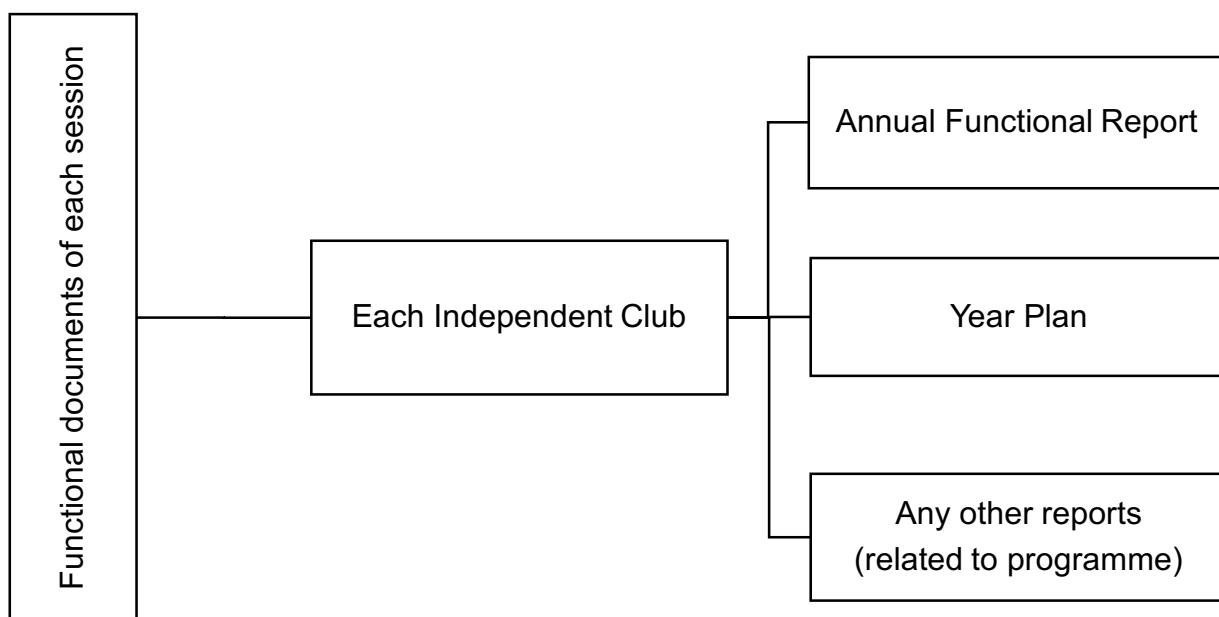 Functional documents of each session
Each Independent Club
Annual Functional Report
Year Plan
Any other reports
(related to programme)